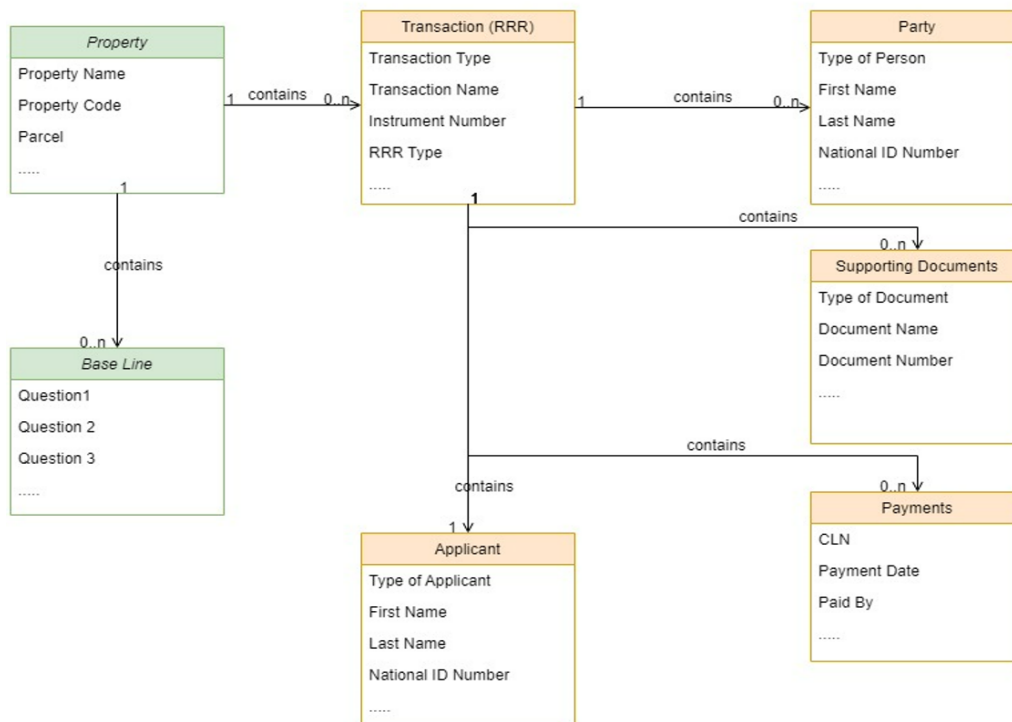 Property
Property Name
Property Code
Parcel
.....
1
contains
0..n
Transaction (RRR)
Transaction Type
Transaction Name
Instrument Number
RRR Type
.....
1
contains
0..n
Party
Type of Person
First Name
Last Name
National ID Number
.....
1
contains
0..n
Base Line
Question1
Question 2
Question 3
.....
1
contains
0..n
Supporting Documents
Type of Document
Document Name
Document Number
.....
contains
0..n
Payments
CLN
Payment Date
Paid By
.....
contains
1
Applicant
Type of Applicant
First Name
Last Name
National ID Number
.....